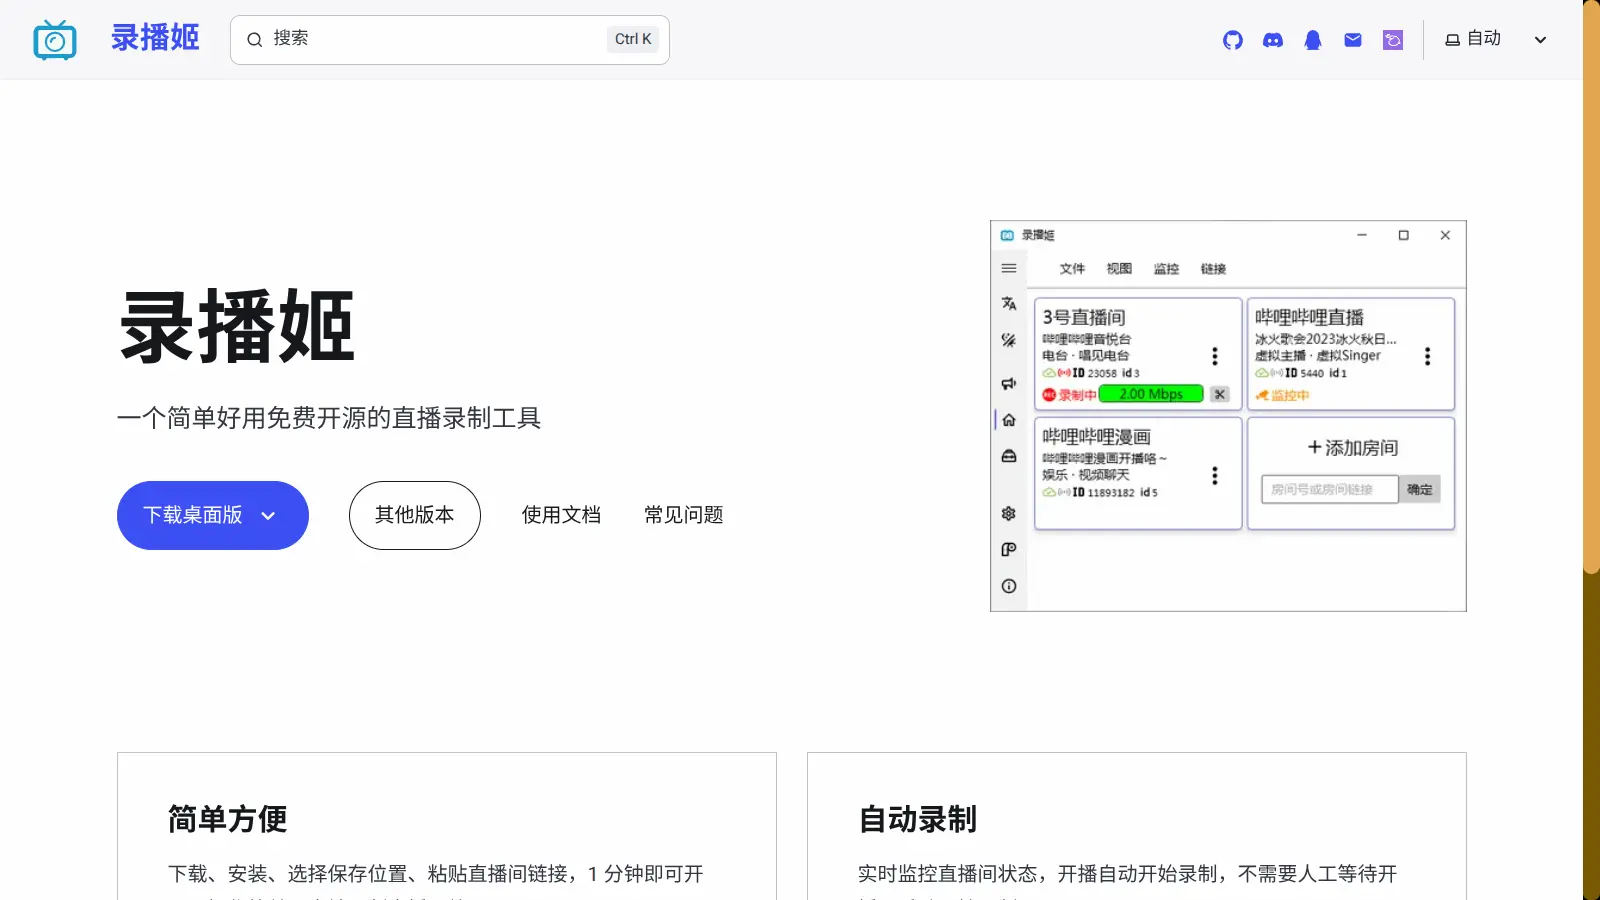 录播姬
搜索
Ctrl K
自动
录播姬
一个简单好用免费开源的直播录制工具
下载桌面版
其他版本
使用文档
常见问题
录播姬
文件 视图 监控 链接
3号直播间
哔哩哔哩音悦台
电台 · 唱见电台
ID 23058 id 3
REC 录制中 2.00 Mbps
哔哩哔哩直播
冰火歌会2023冰火秋日...
虚拟主播 · 虚拟Singer
ID 5440 id 1
监控中
哔哩哔哩漫画
哔哩哔哩漫画开播咯~
娱乐 · 视频聊天
ID 11893182 id 5
+添加房间
房间号或房间链接 确定
简单方便
下载、安装、选择保存位置、粘贴直播间链接，1 分钟即可开
自动录制
实时监控直播间状态，开播自动开始录制，不需要人工等待开